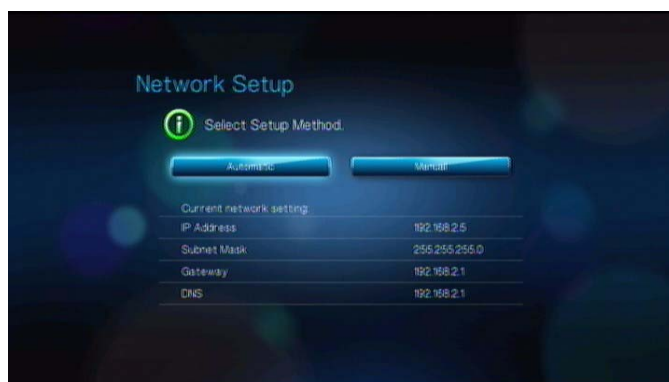 Network Setup
Select Setup Method.
Automatic Manual
Current network setting:
IP Address 192.168.2.5
Subnet Mask 255.255.255.0
Gateway 192.168.2.1
DNS 192.168.2.1